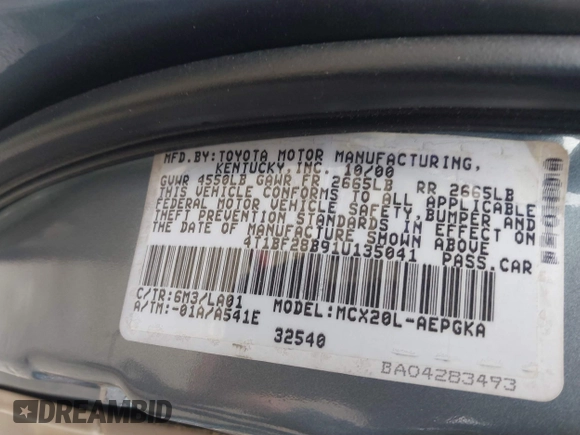 MFD.BY:TOYOTA MOTOR MANUFACTURING,
KENTUCKY,INC. 10/00
GVWR 4550LB GAWR FR 2665LB RR 2665LB
THIS VEHICLE CONFORMS TO ALL APPLICABLE
FEDERAL MOTOR VEHICLE SAFETY,BUMPER AND
THEFT PREVENTION STANDARDS IN EFFECT ON
THE DATE OF MANUFACTURE SHOWN ABOVE.
4T1BF28B91U135041 PASS.CAR
C/TR:6M3/LA01 MODEL:MCX20L-AEPGKA
A/TM:-01A/A541E
32540
BA04283493
DREAMBID